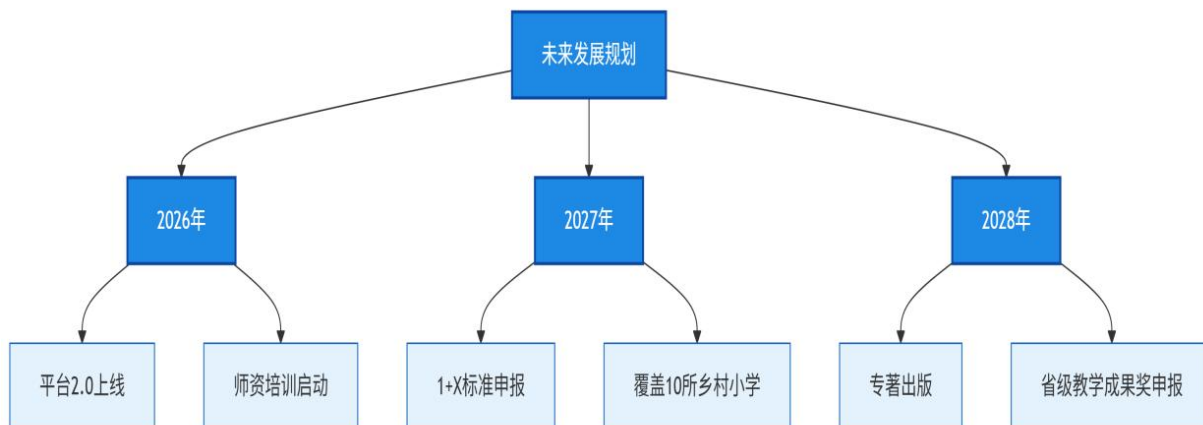 未来发展规划
2026年
2027年
2028年
平台2.0上线
师资培训启动
1+X标准申报
覆盖10所乡村小学
专著出版
省级教学成果奖申报